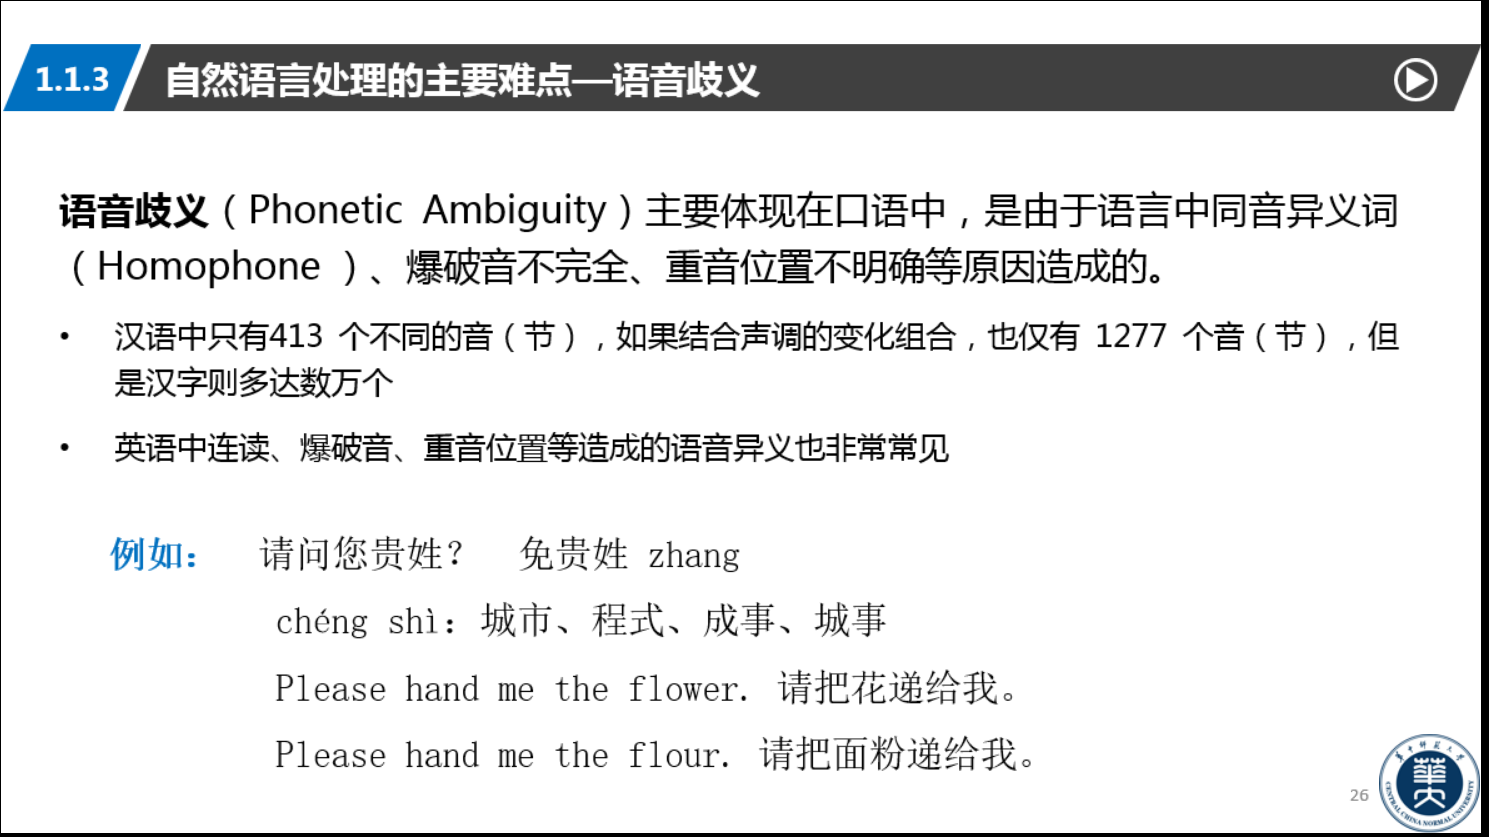 1.1.3 自然语言处理的主要难点—语音歧义
语音歧义（Phonetic Ambiguity）主要体现在口语中，是由于语言中同音异义词
（Homophone ）、爆破音不完全、重音位置不明确等原因造成的。
• 汉语中只有413 个不同的音（节），如果结合声调的变化组合，也仅有 1277 个音（节），但
是汉字则多达数万个
• 英语中连读、爆破音、重音位置等造成的语音异义也非常常见
例如： 请问您贵姓？ 免贵姓 zhang
chéng shì：城市、程式、成事、城事
Please hand me the flower. 请把花递给我。
Please hand me the flour. 请把面粉递给我。
26
华中师范大学
CENTRAL CHINA NORMAL UNIVERSITY